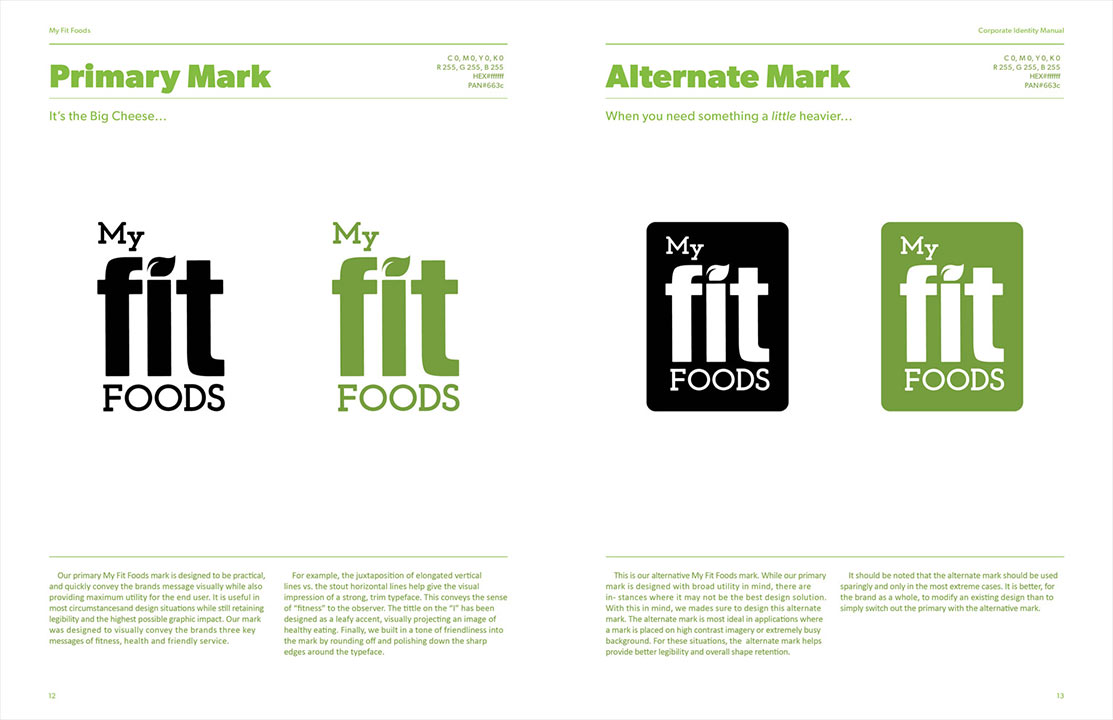 My Fit Foods
Primary Mark
C 0, M 0, Y 0, K 0
R 255, G 255, B 255
HEX#ffffff
PAN#663c
It's the Big Cheese...
My
fit
FOODS
My
fit
FOODS
Our primary My Fit Foods mark is designed to be practical,
and quickly convey the brands message visually while also
providing maximum utility for the end user. It is useful in
most circumstancesand design situations while still retaining
legibility and the highest possible graphic impact. Our mark
was designed to visually convey the brands three key
messages of fitness, health and friendly service.
For example, the juxtaposition of elongated vertical
lines vs. the stout horizontal lines help give the visual
impression of a strong, trim typeface. This conveys the sense
of "fitness" to the observer. The tittle on the "I" has been
designed as a leafy accent, visually projecting an image of
healthy eating. Finally, we built in a tone of friendliness into
the mark by rounding off and polishing down the sharp
edges around the typeface.
12
Corporate Identity Manual
Alternate Mark
C 0, M 0, Y 0, K 0
R 255, G 255, B 255
HEX#ffffff
PAN#663c
When you need something a little heavier...
My
fit
FOODS
My
fit
FOODS
This is our alternative My Fit Foods mark. While our primary
mark is designed with broad utility in mind, there are
in- stances where it may not be the best design solution.
With this in mind, we mades sure to design this alternate
mark. The alternate mark is most ideal in applications where
a mark is placed on high contrast imagery or extremely busy
background. For these situations, the alternate mark helps
provide better legibility and overall shape retention.
It should be noted that the alternate mark should be used
sparingly and only in the most extreme cases. It is better, for
the brand as a whole, to modify an existing design than to
simply switch out the primary with the alternative mark.
13